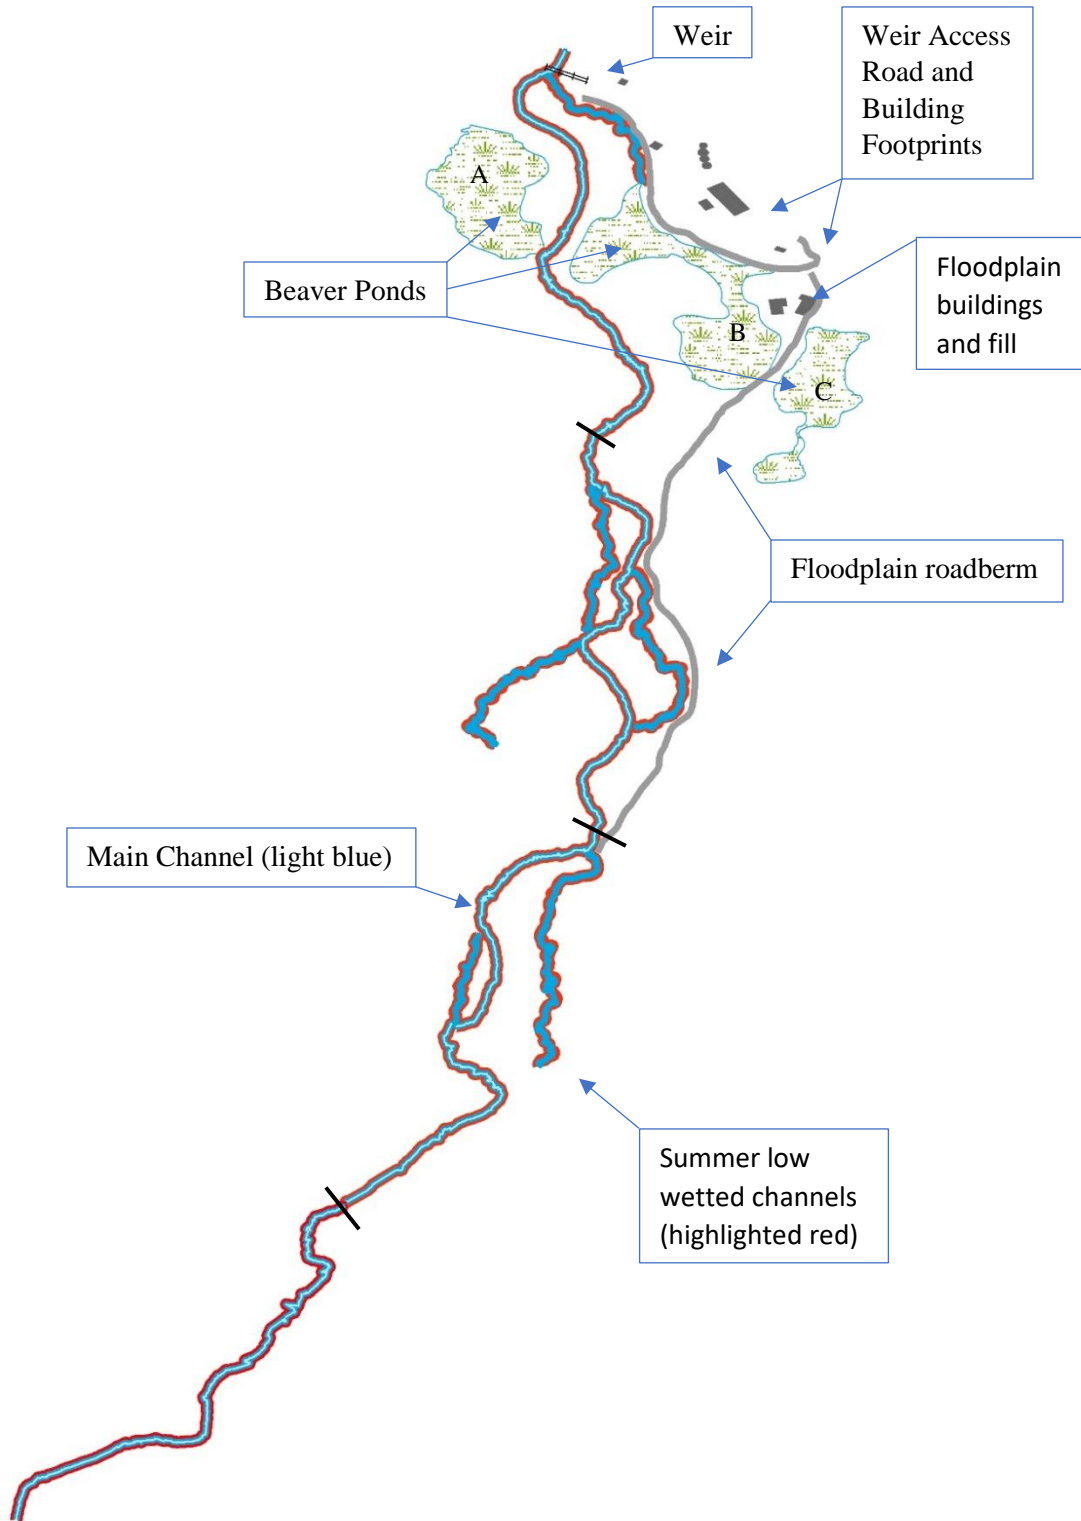 Weir
Weir Access
Road and
Building
Footprints
A
Beaver Ponds
Floodplain
buildings
and fill
B
C
Floodplain roadberm
Main Channel (light blue)
Summer low
wetted channels
(highlighted red)